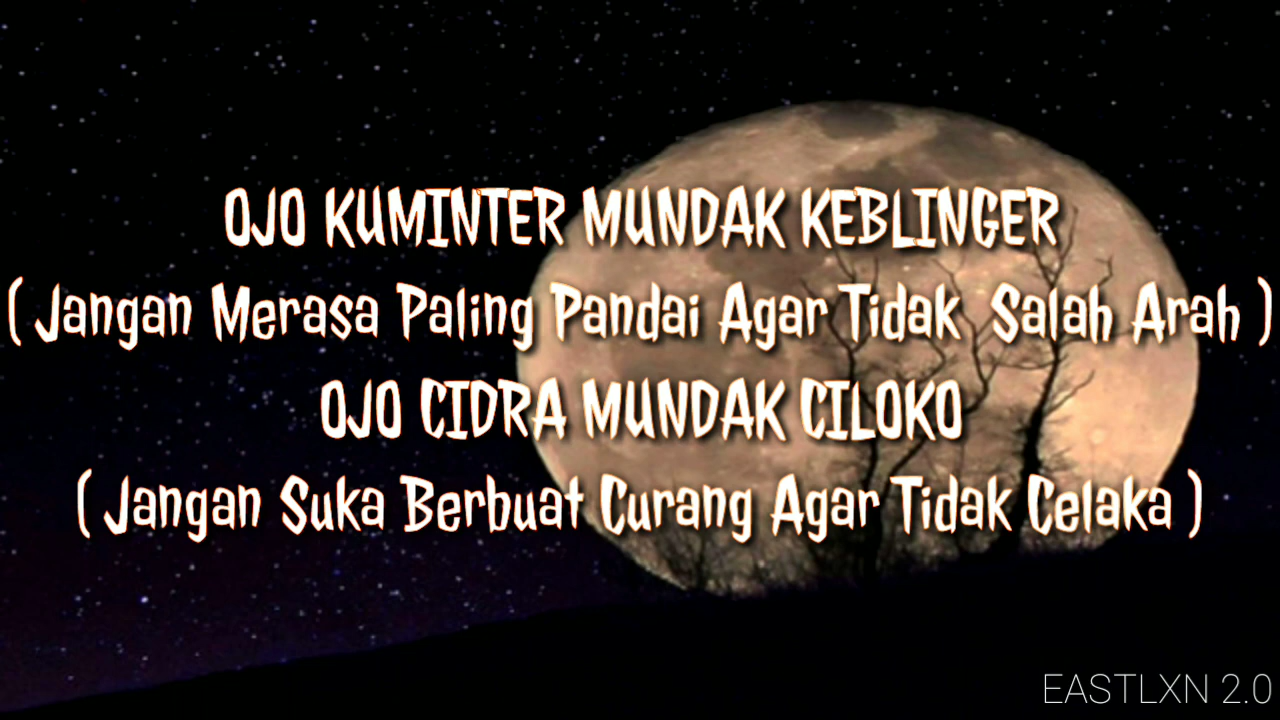 OJO KUMINTER MUNDAK KEBLINGER
( Jangan Merasa Paling Pandai Agar Tidak Salah Arah )
OJO CIDRA MUNDAK CILOKO
( Jangan Suka Berbuat Curang Agar Tidak Celaka )
EASTLXN 2.0